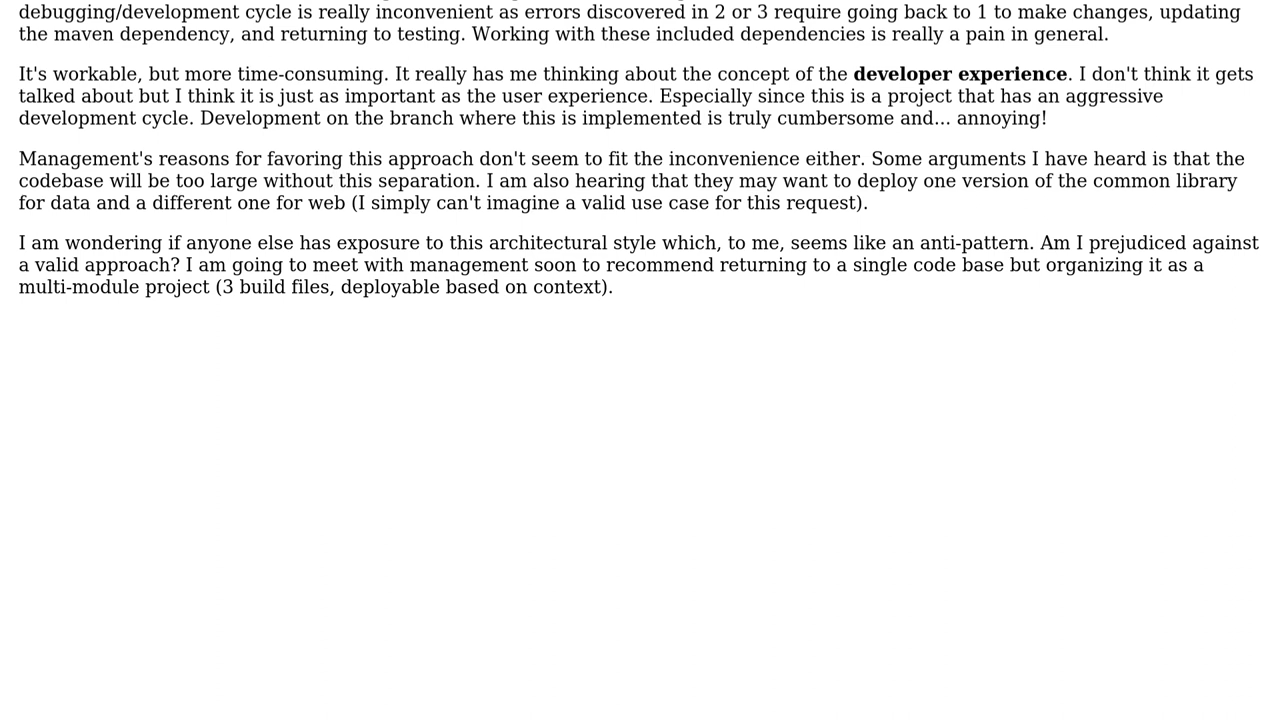 debugging/development cycle is really inconvenient as errors discovered in 2 or 3 require going back to 1 to make changes, updating
the maven dependency, and returning to testing. Working with these included dependencies is really a pain in general.
It's workable, but more time-consuming. It really has me thinking about the concept of the developer experience. I don't think it gets
talked about but I think it is just as important as the user experience. Especially since this is a project that has an aggressive
development cycle. Development on the branch where this is implemented is truly cumbersome and... annoying!
Management's reasons for favoring this approach don't seem to fit the inconvenience either. Some arguments I have heard is that the
codebase will be too large without this separation. I am also hearing that they may want to deploy one version of the common library
for data and a different one for web (I simply can't imagine a valid use case for this request).
I am wondering if anyone else has exposure to this architectural style which, to me, seems like an anti-pattern. Am I prejudiced against
a valid approach? I am going to meet with management soon to recommend returning to a single code base but organizing it as a
multi-module project (3 build files, deployable based on context).